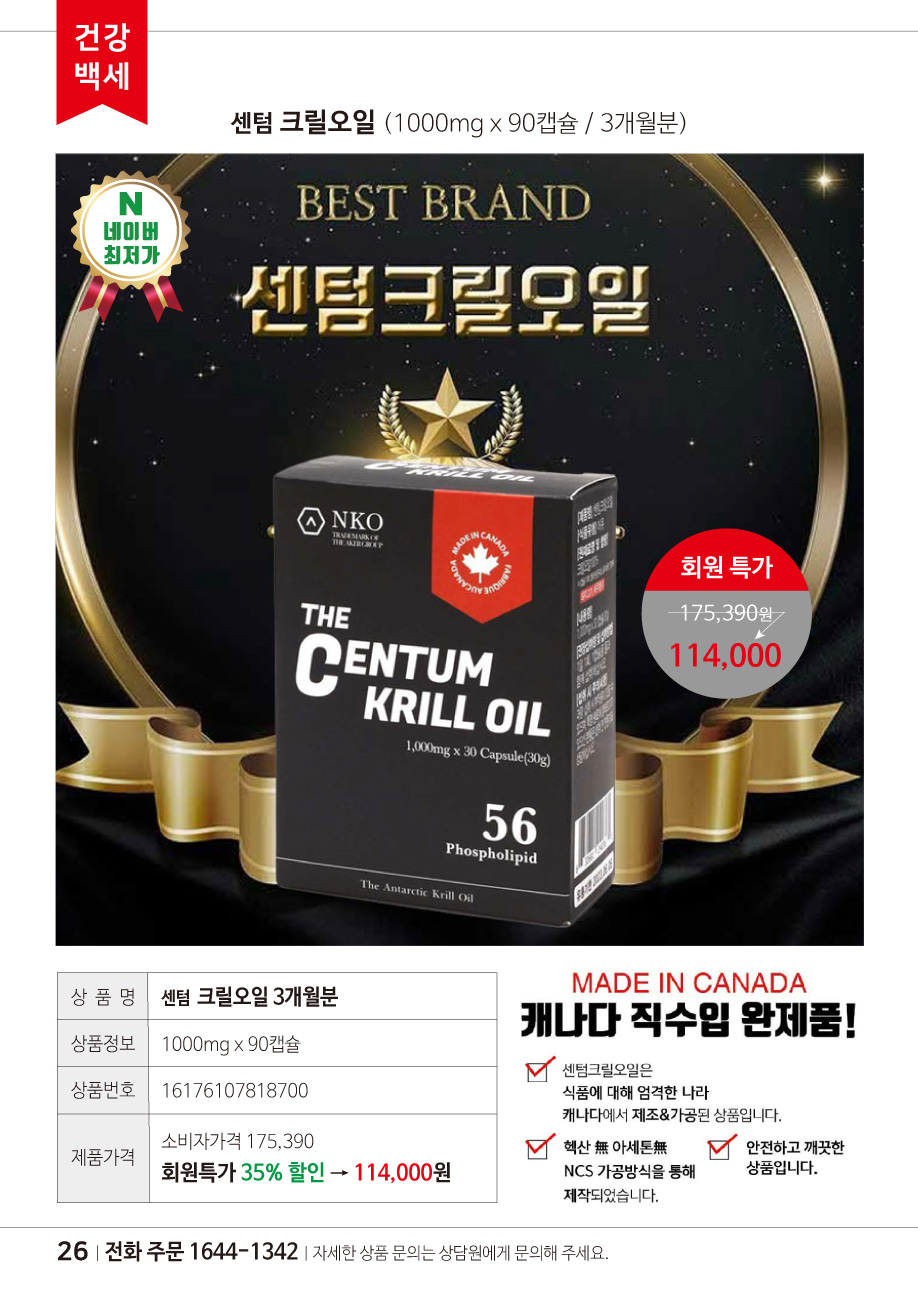 건강
백세
센텀 크릴오일 (1000mg x 90캡슐 / 3개월분)
N
네이버
최저가
BEST BRAND
센텀크릴오일
CENTUM
KRILL OIL
NKO
TRADEMARK OF
THE AKER GROUP
MADE IN CANADA
FABRIQUE AU CANADA
THE
CENTUM
KRILL OIL
1,000mg x 30 Capsule(30g)
56
Phospholipid
The Antarctic Krill Oil
회원 특가
175,390원
114,000
상 품 명
센텀 크릴오일 3개월분
상품정보
1000mg x 90캡슐
상품번호
16176107818700
제품가격
소비자가격 175,390
회원특가 35% 할인 → 114,000원
MADE IN CANADA
캐나다 직수입 완제품!
센텀크릴오일은
식품에 대해 엄격한 나라
캐나다에서 제조&가공된 상품입니다.
헥산 無 아세톤無
NCS 가공방식을 통해
제작되었습니다.
안전하고 깨끗한
상품입니다.
26 | 전화 주문 1644-1342 | 자세한 상품 문의는 상담원에게 문의해 주세요.